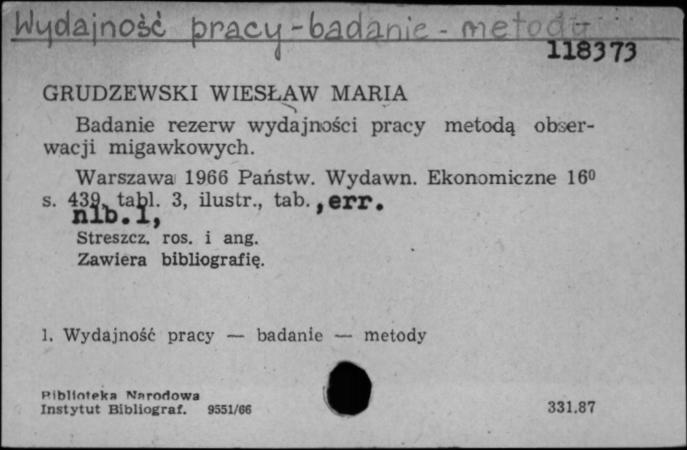 Wydajność pracy - badanie - metody
118373
GRUDZEWSKI WIESŁAW MARIA
Badanie rezerw wydajności pracy metodą obser-
wacji migawkowych.
Warszawa 1966 Państw. Wydawn. Ekonomiczne 16⁰
s. 439, tabl. 3, ilustr., tab., err.
nlb.1,
Streszcz. ros. i ang.
Zawiera bibliografię.
1. Wydajność pracy — badanie — metody
Biblioteka Narodowa
Instytut Bibliograf. 9551/66
331.87